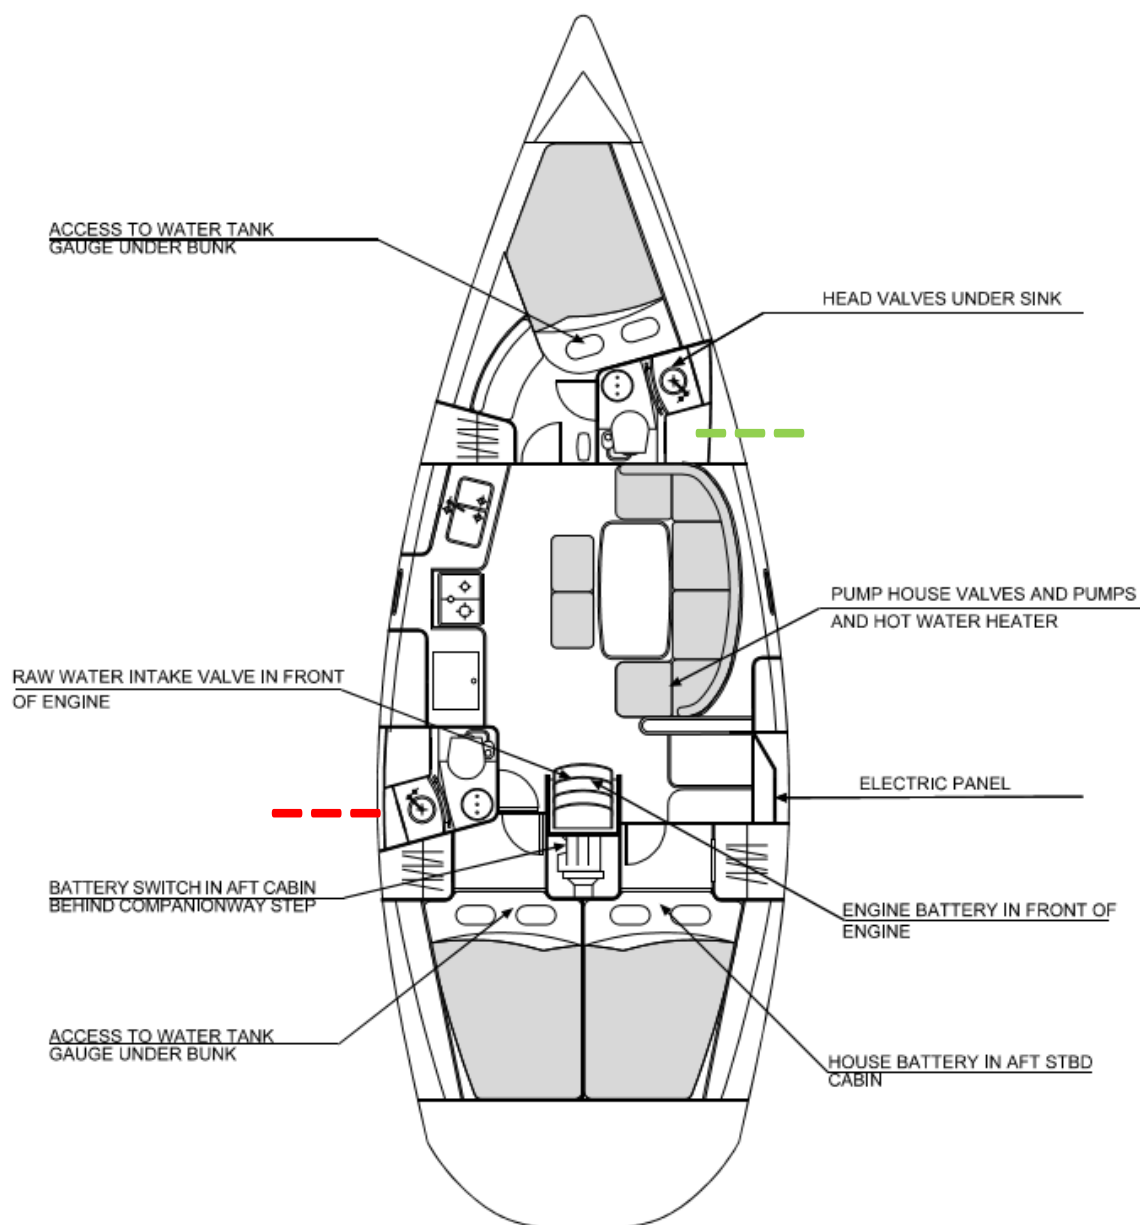 ACCESS TO WATER TANK
GAUGE UNDER BUNK
HEAD VALVES UNDER SINK
PUMP HOUSE VALVES AND PUMPS
AND HOT WATER HEATER
RAW WATER INTAKE VALVE IN FRONT
OF ENGINE
ELECTRIC PANEL
BATTERY SWITCH IN AFT CABIN
BEHIND COMPANIONWAY STEP
ENGINE BATTERY IN FRONT OF
ENGINE
ACCESS TO WATER TANK
GAUGE UNDER BUNK
HOUSE BATTERY IN AFT STBD
CABIN